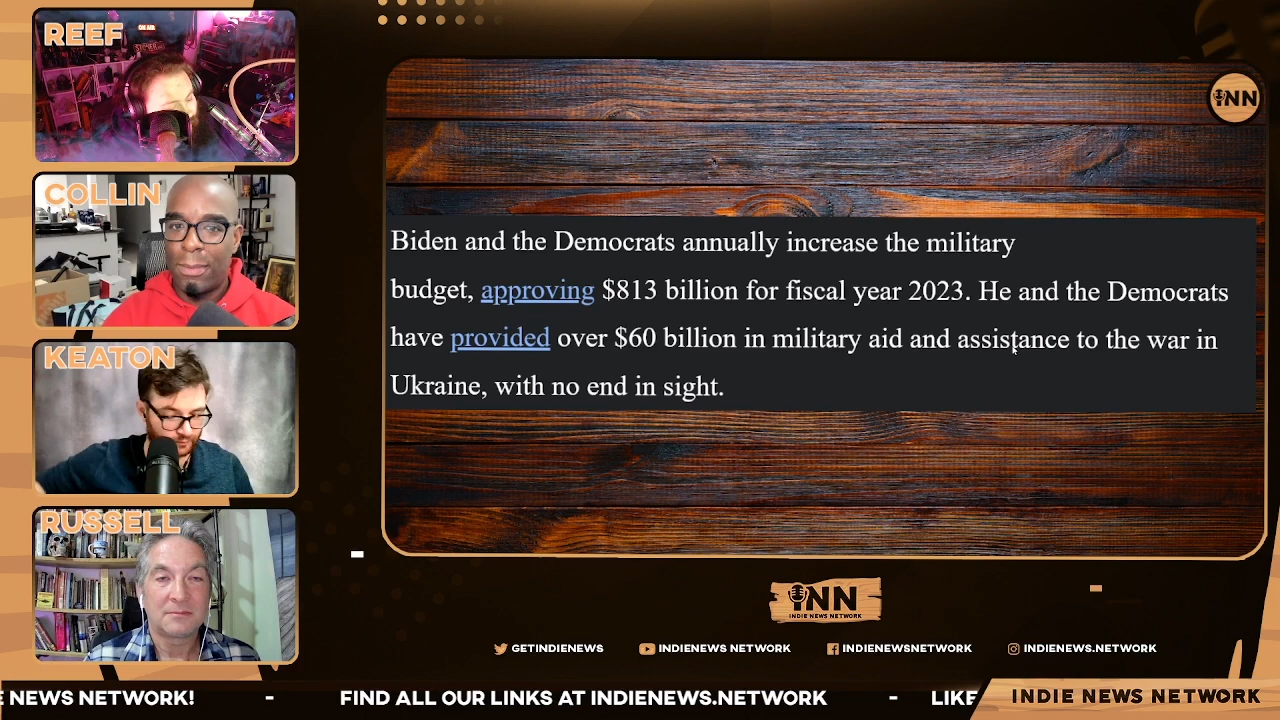 REEF
ON AIR
COLLIN
KEATON
RUSSELL
INN
Biden and the Democrats annually increase the military
budget, approving $813 billion for fiscal year 2023. He and the Democrats
have provided over $60 billion in military aid and assistance to the war in
Ukraine, with no end in sight.
INN
INDIE NEWS NETWORK
GETINDIENEWS
INDIENEWS NETWORK
INDIENEWSNETWORK
INDIENEWS.NETWORK
E NEWS NETWORK! - FIND ALL OUR LINKS AT INDIENEWS.NETWORK - LIKE
INDIE NEWS NETWORK